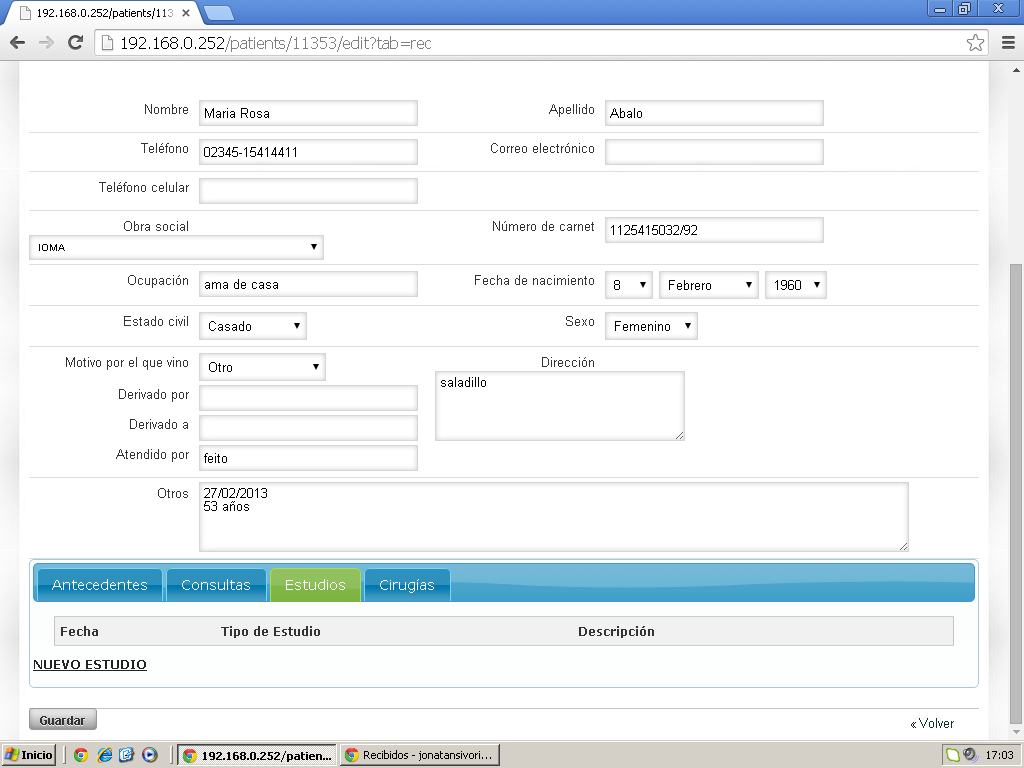 192.168.0.252/patients/113
192.168.0.252/patients/11353/edit?tab=rec
Nombre Maria Rosa Apellido Abalo
Teléfono 02345-15414411 Correo electrónico
Teléfono celular
Obra social Número de carnet 1125415032/92
IOMA
Ocupación ama de casa Fecha de nacimiento 8 Febrero 1960
Estado civil Casado Sexo Femenino
Motivo por el que vino Otro Dirección
saladillo
Derivado por
Derivado a
Atendido por feito
Otros 27/02/2013
53 años
Antecedentes Consultas Estudios Cirugías
Fecha Tipo de Estudio Descripción
NUEVO ESTUDIO
Guardar « Volver
Inicio 192.168.0.252/patien... Recibidos - jonatansivori... 17:03